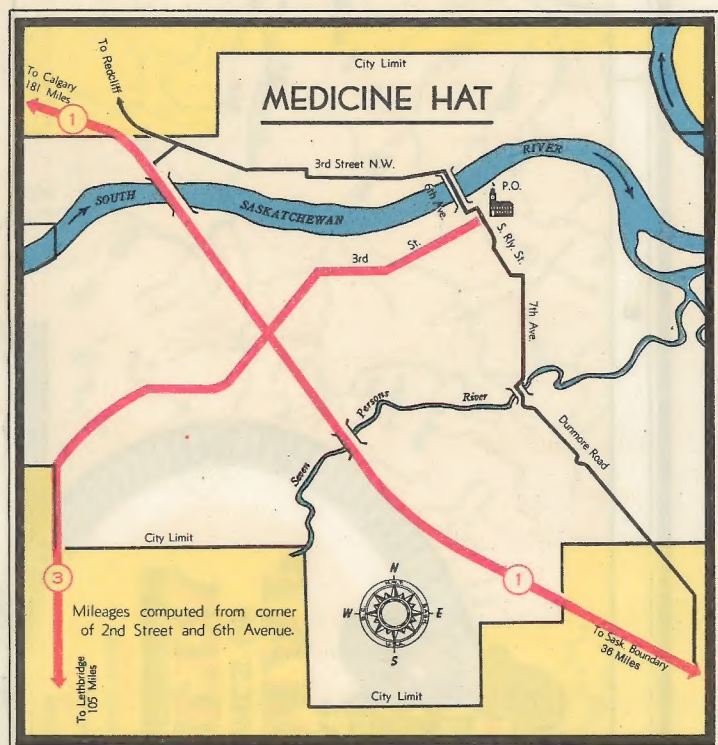 To Redcliff
To Calgary
181 Miles
1
City Limit
MEDICINE HAT
3rd Street N.W.
RIVER
6th Ave.
P.O.
SOUTH
SASKATCHEWAN
S. Rly. St.
3rd St.
7th Ave.
Seven Persons River
Dunmore Road
City Limit
3
1
Mileages computed from corner
of 2nd Street and 6th Avenue.
N
W E
S
To Sask. Boundary
36 Miles
To Lethbridge
105 Miles
City Limit